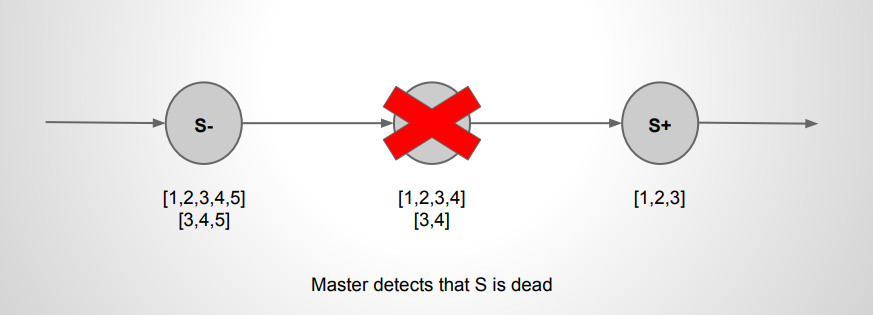 S-
S+
[1,2,3,4,5]
[3,4,5]
[1,2,3,4]
[3,4]
[1,2,3]
Master detects that S is dead